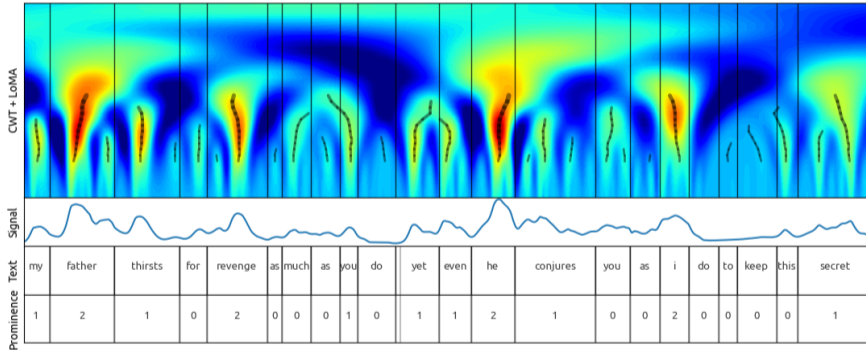 CWT + LoMA
Signal
Text
my father thirsts for revenge as much as you do yet even he conjures you as i do to keep this secret
Prominence
1 2 1 0 2 0 0 0 1 0 1 1 2 1 0 0 2 0 0 0 0 1